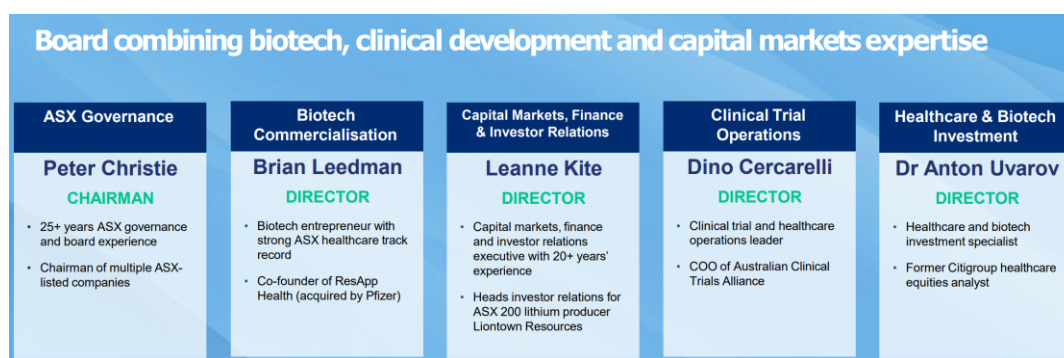 Board combining biotech, clinical development and capital markets expertise
ASX Governance
Peter Christie
CHAIRMAN
• 25+ years ASX governance
and board experience
• Chairman of multiple ASX-
listed companies
Biotech
Commercialisation
Brian Leedman
DIRECTOR
• Biotech entrepreneur with
strong ASX healthcare track
record
• Co-founder of ResApp
Health (acquired by Pfizer)
Capital Markets, Finance
& Investor Relations
Leanne Kite
DIRECTOR
• Capital markets, finance
and investor relations
executive with 20+ years’
experience
• Heads investor relations for
ASX 200 lithium producer
Liontown Resources
Clinical Trial
Operations
Dino Cercarelli
DIRECTOR
• Clinical trial and healthcare
operations leader
• COO of Australian Clinical
Trials Alliance
Healthcare & Biotech
Investment
Dr Anton Uvarov
DIRECTOR
• Healthcare and biotech
investment specialist
• Former Citigroup healthcare
equities analyst